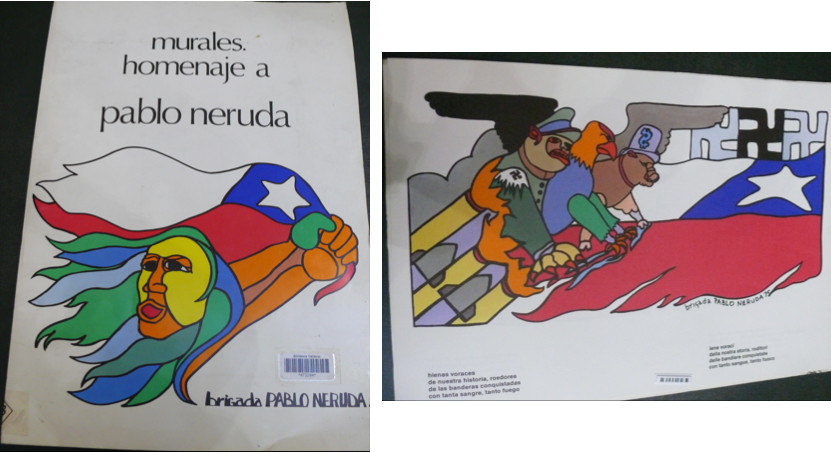 murales.
homenaje a
pablo neruda
brigada PABLO NERUDA
brigada PABLO NERUDA
hienas voraces
de nuestra historia, roedores
de las banderas conquistadas
con tanta sangre, tanto fuego
iene voraci
della nostra storia, roditori
delle bandiere conquistate
con tanto sangue, tanto fuoco